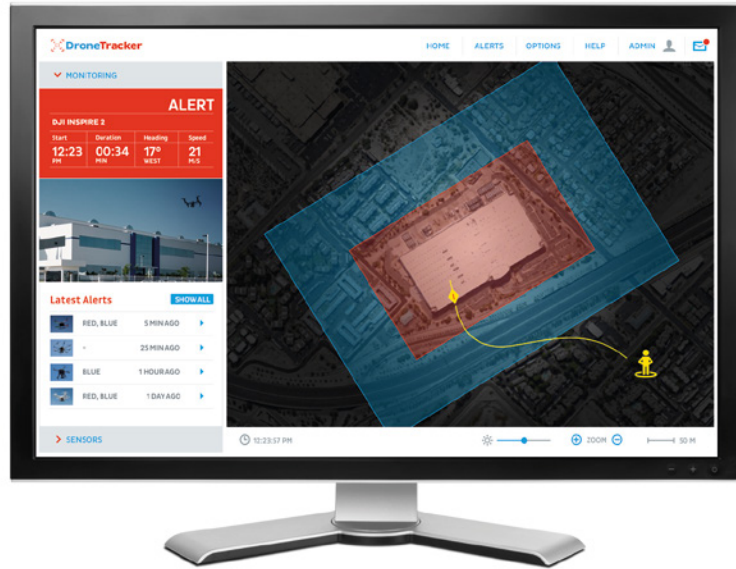 DroneTracker
HOME ALERTS OPTIONS HELP ADMIN
MONITORING
ALERT
DJI INSPIRE 2
Start Duration Heading Speed
12:23 00:34 17° 21
PM MIN WEST M/S
Latest Alerts SHOW ALL
RED, BLUE 5 MIN AGO
- 25 MIN AGO
BLUE 1 HOUR AGO
RED, BLUE 1 DAY AGO
SENSORS
12:23:57 PM
ZOOM
50 M